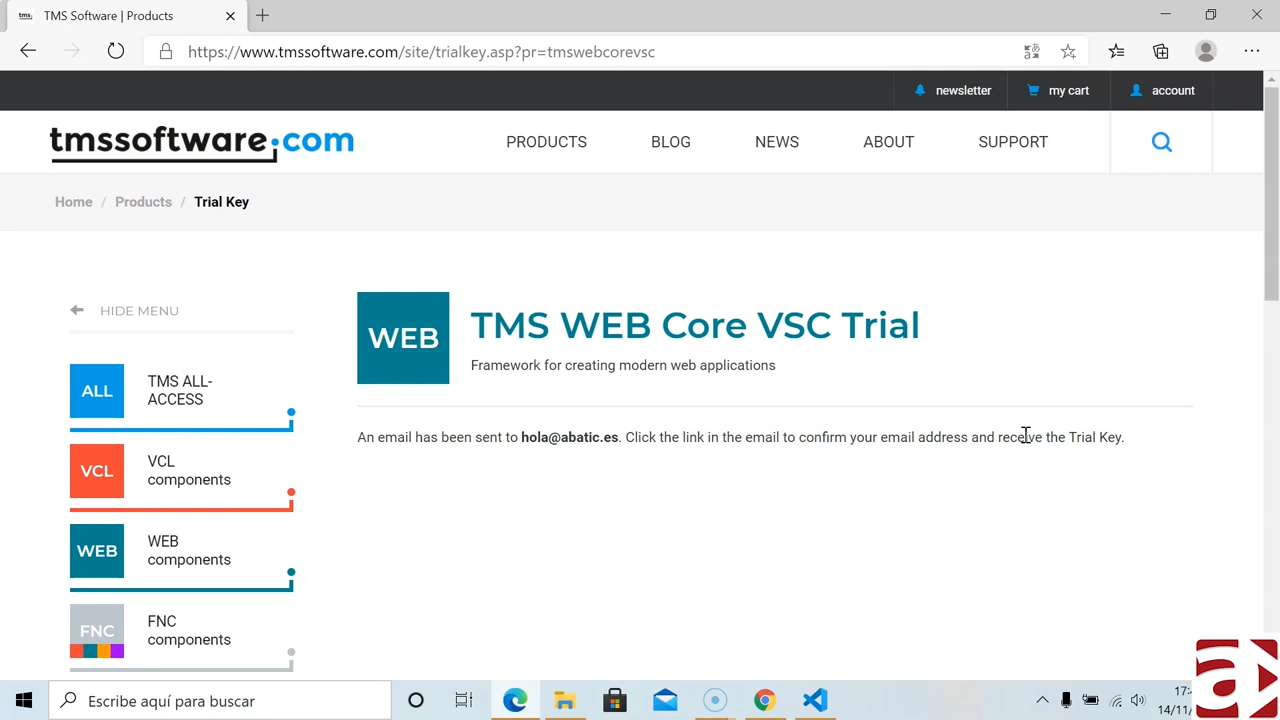 tms. TMS Software | Products
https://www.tmssoftware.com/site/trialkey.asp?pr=tmswebcorevsc
newsletter my cart account
tmssoftware.com PRODUCTS BLOG NEWS ABOUT SUPPORT
Home / Products / Trial Key
HIDE MENU
WEB
TMS WEB Core VSC Trial
Framework for creating modern web applications
An email has been sent to hola@abatic.es. Click the link in the email to confirm your email address and receive the Trial Key.
ALL
TMS ALL-
ACCESS
VCL
VCL
components
WEB
WEB
components
FNC
FNC
components
Escribe aquí para buscar
17:
14/11/
a